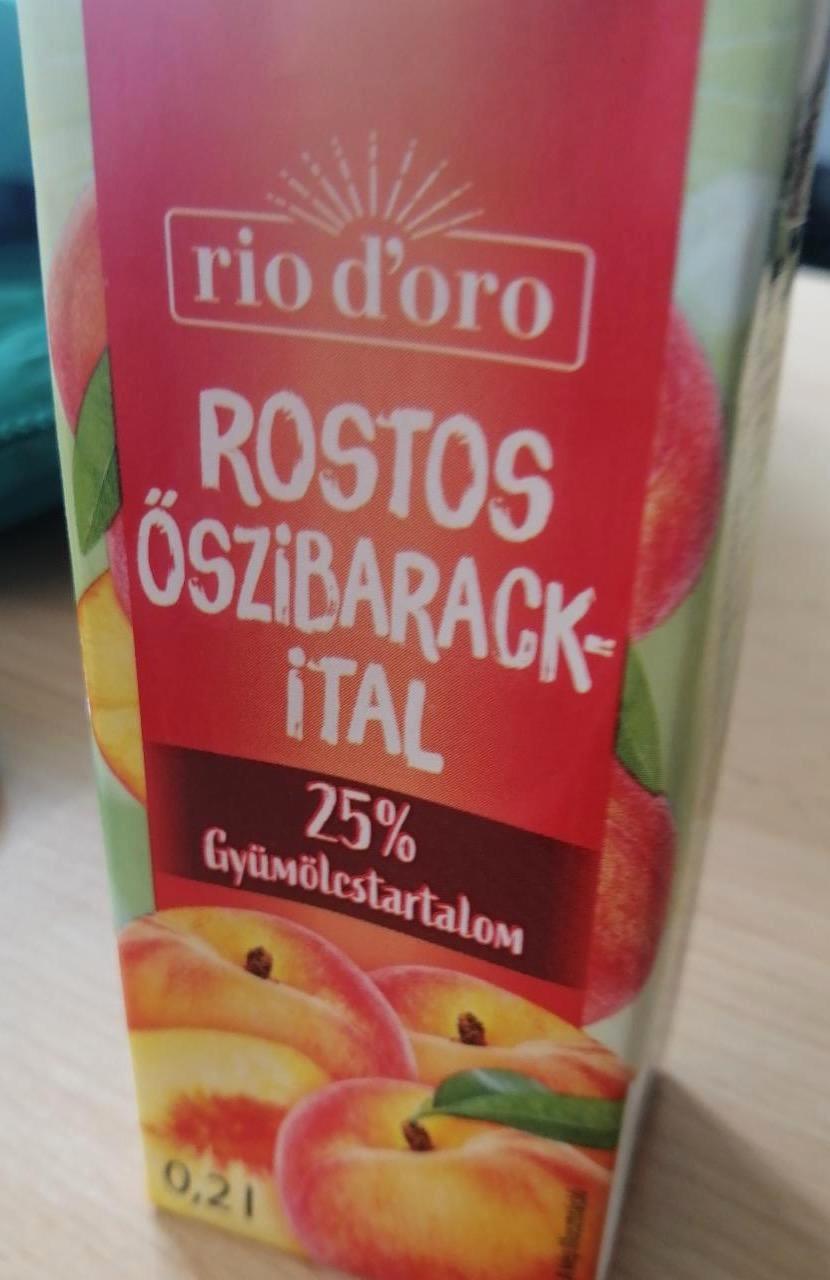 rio d'oro
ROSTOS
ŐSZIBARACK-
ITAL
25%
Gyümölcstartalom
0,2 l